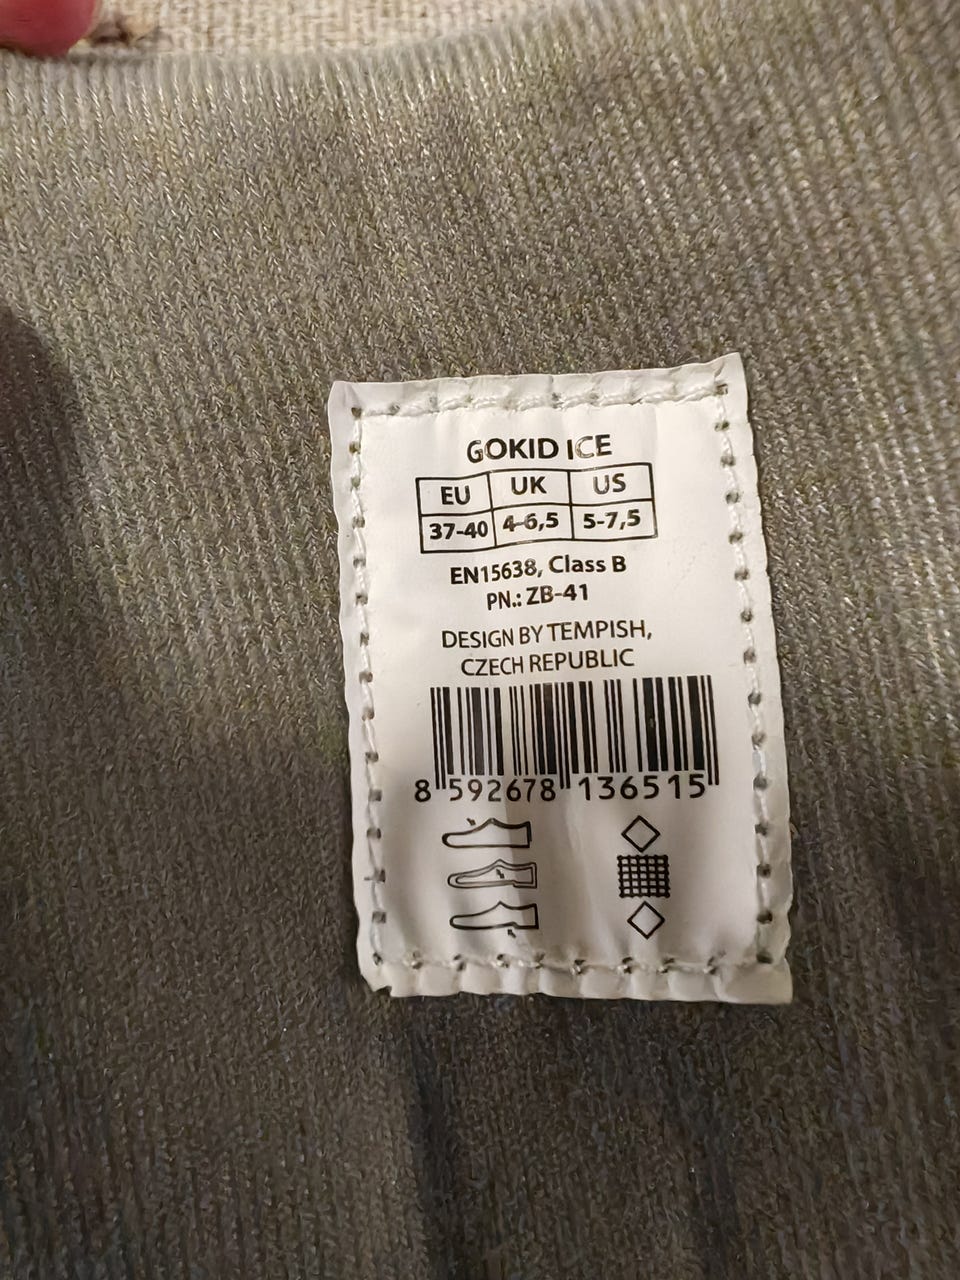 GOKID ICE
EU UK US
37-40 4-6,5 5-7,5
EN15638, Class B
PN.: ZB-41
DESIGN BY TEMPISH,
CZECH REPUBLIC
8 592678 136515